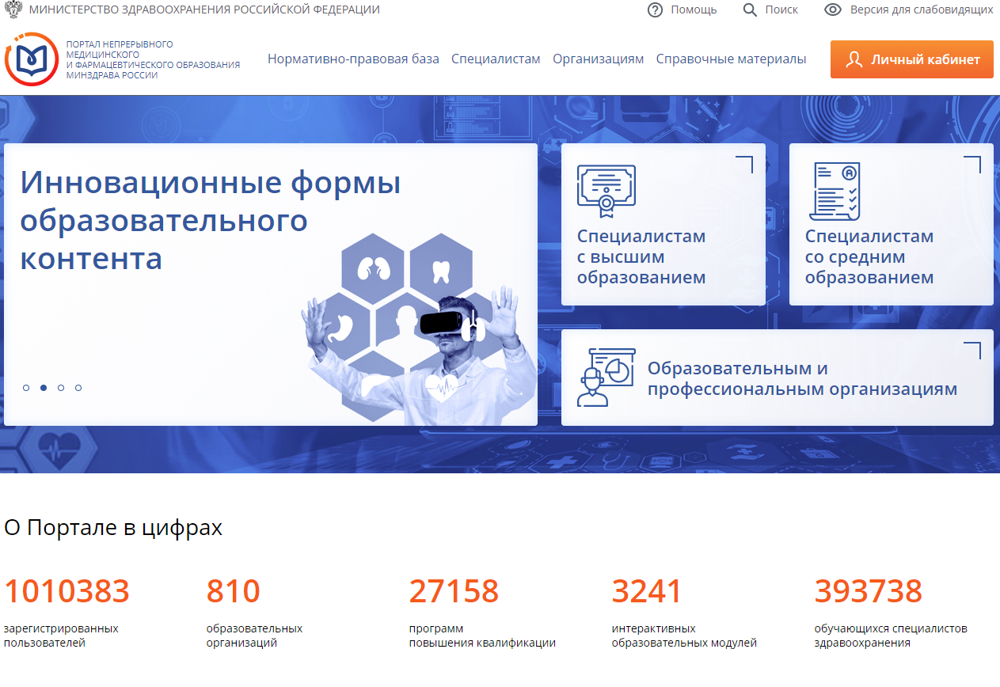 МИНИСТЕРСТВО ЗДРАВООХРАНЕНИЯ РОССИЙСКОЙ ФЕДЕРАЦИИ
Помощь
Поиск
Версия для слабовидящих
ПОРТАЛ НЕПРЕРЫВНОГО
МЕДИЦИНСКОГО
И ФАРМАЦЕВТИЧЕСКОГО ОБРАЗОВАНИЯ
МИНЗДРАВА РОССИИ
Нормативно-правовая база
Специалистам
Организациям
Справочные материалы
Личный кабинет
Инновационные формы
образовательного
контента
Специалистам
с высшим
образованием
Специалистам
со средним
образованием
Образовательным и
профессиональным организациям
О Портале в цифрах
1010383
зарегистрированных
пользователей
810
образовательных
организаций
27158
программ
повышения квалификации
3241
интерактивных
образовательных модулей
393738
обучающихся специалистов
здравоохранения